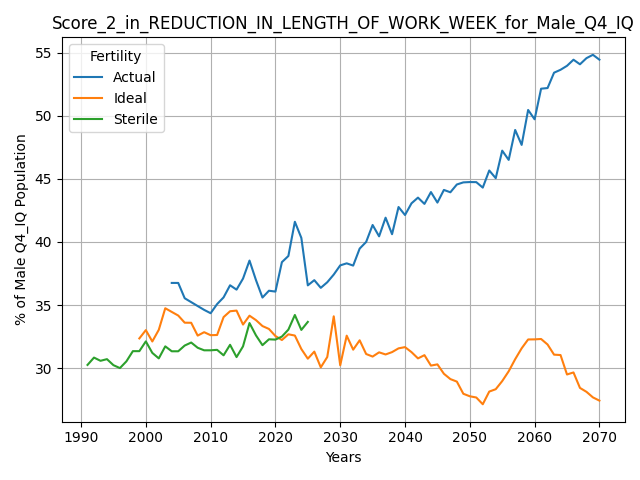 Score_2_in_REDUCTION_IN_LENGTH_OF_WORK_WEEK_for_Male_Q4_IQ
Fertility
Actual
Ideal
Sterile
% of Male Q4_IQ Population
55
50
45
40
35
30
1990 2000 2010 2020 2030 2040 2050 2060 2070
Years